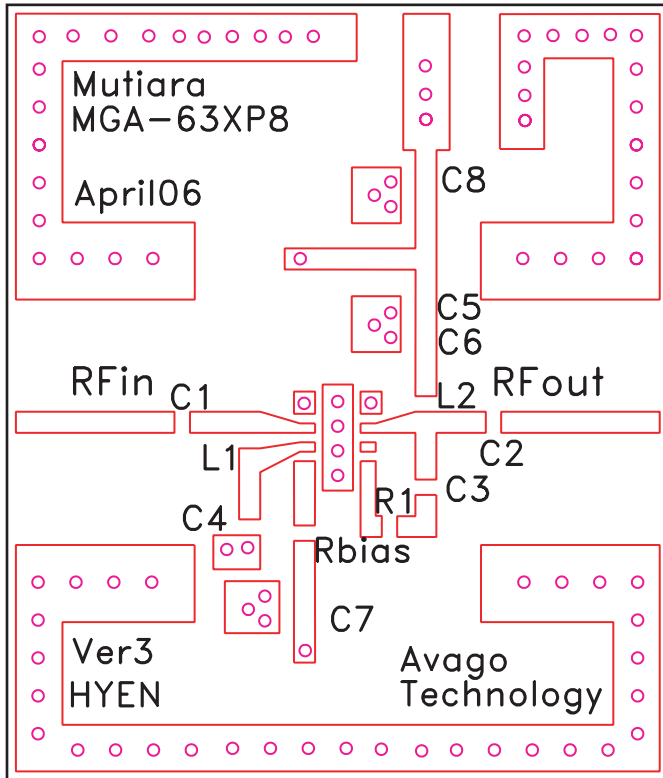 Mutiara
MGA-63XP8
April06
C8
C5
C6
RFin
C1
L2
RFout
L1
C2
C3
R1
C4
Rbias
C7
Ver3
HYEN
Avago
Technology